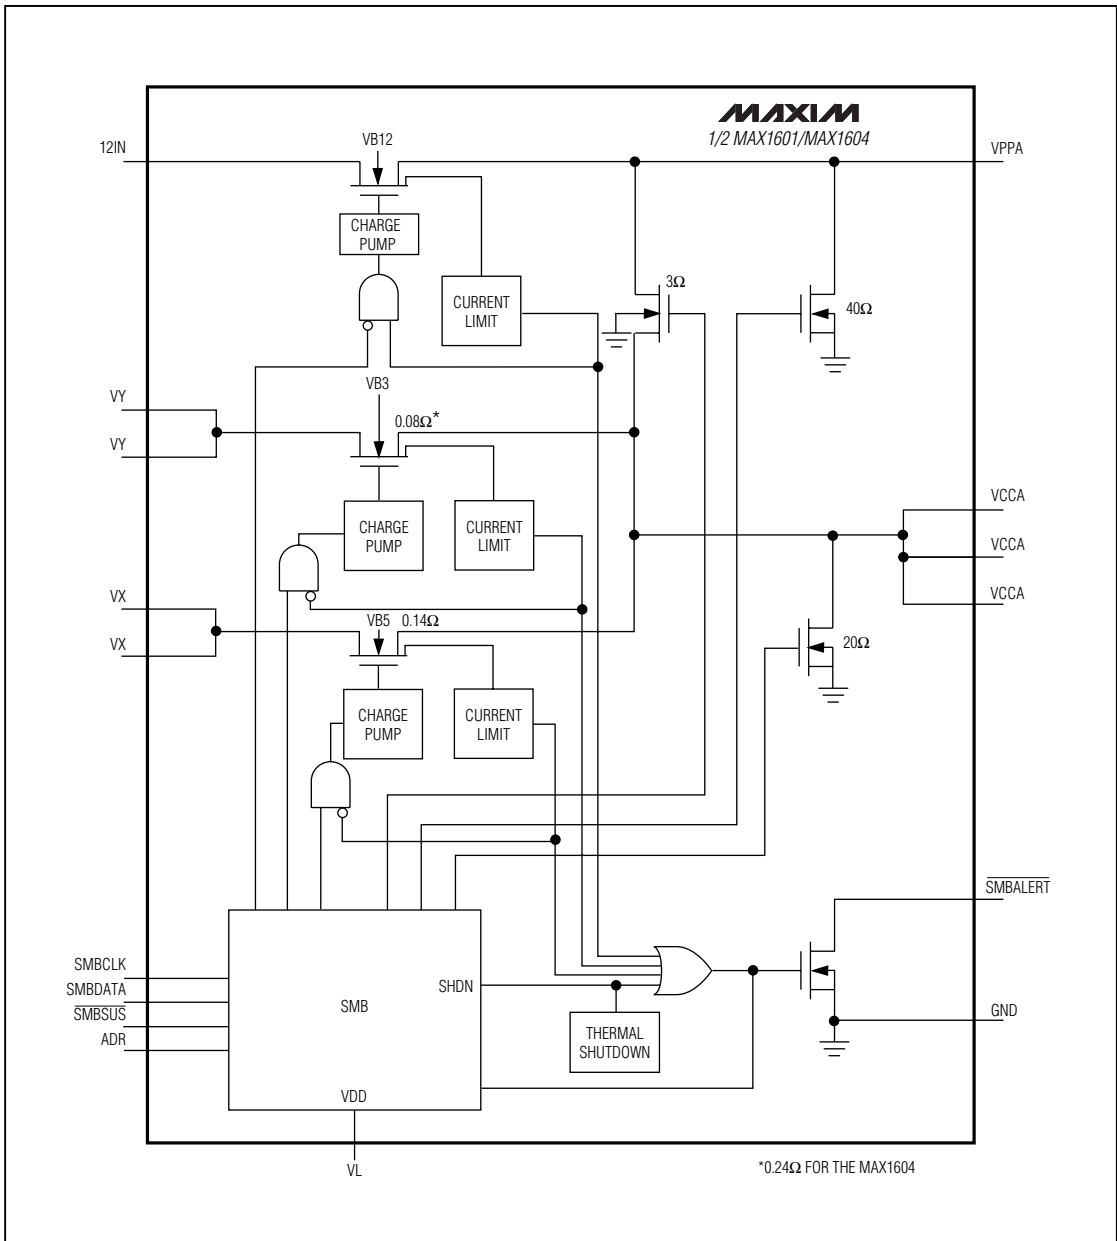 MAXIM
1/2 MAX1601/MAX1604
12IN
VB12
VPPA
CHARGE
PUMP
CURRENT
LIMIT
3Ω
40Ω
VY
VB3
0.08Ω*
VY
CHARGE
PUMP
CURRENT
LIMIT
VCCA
VCCA
VCCA
VX
VB5
0.14Ω
VX
20Ω
CHARGE
PUMP
CURRENT
LIMIT
SMBALERT
SMBCLK
SMBDATA
SMBSUS
ADR
SMB
SHDN
THERMAL
SHUTDOWN
GND
VDD
VL
*0.24Ω FOR THE MAX1604